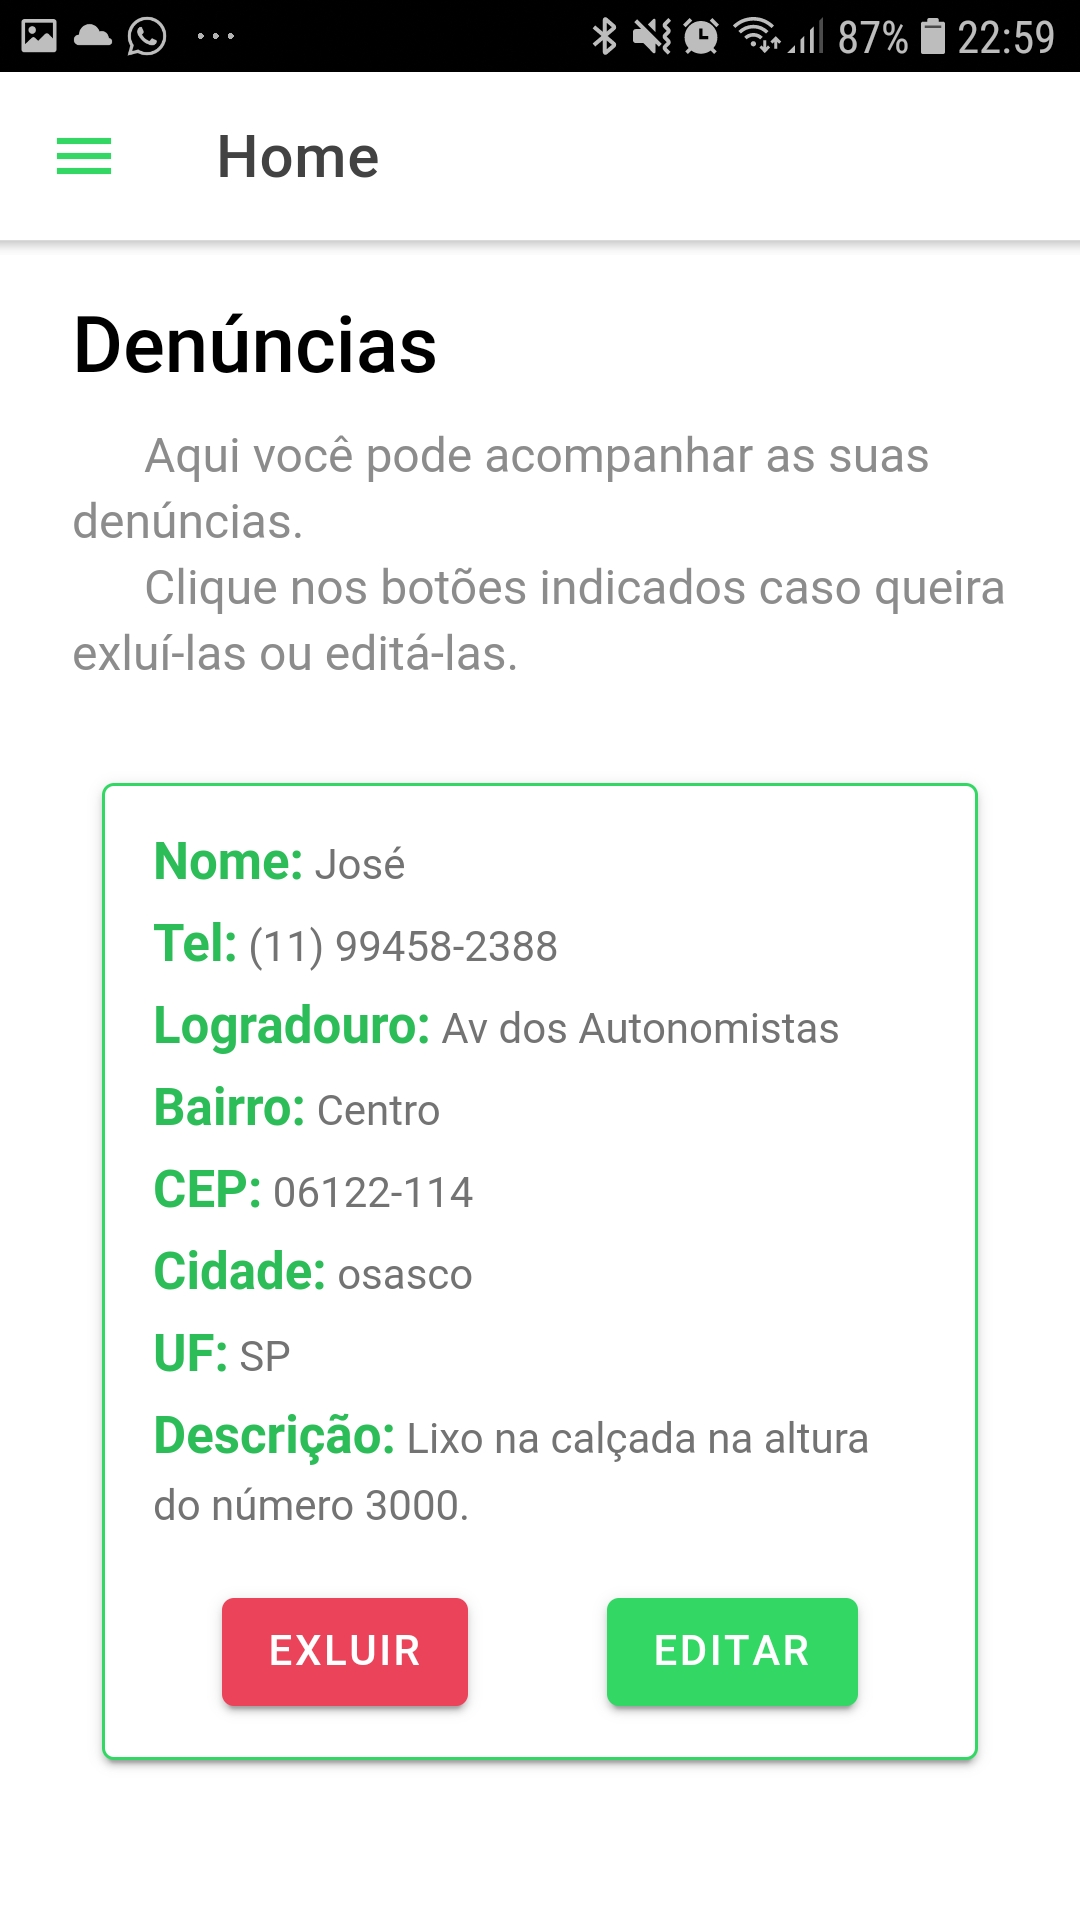 87% 22:59
Home
Denúncias
Aqui você pode acompanhar as suas
denúncias.
Clique nos botões indicados caso queira
exluí-las ou editá-las.
Nome: José
Tel: (11) 99458-2388
Logradouro: Av dos Autonomistas
Bairro: Centro
CEP: 06122-114
Cidade: osasco
UF: SP
Descrição: Lixo na calçada na altura
do número 3000.
EXLUIR EDITAR